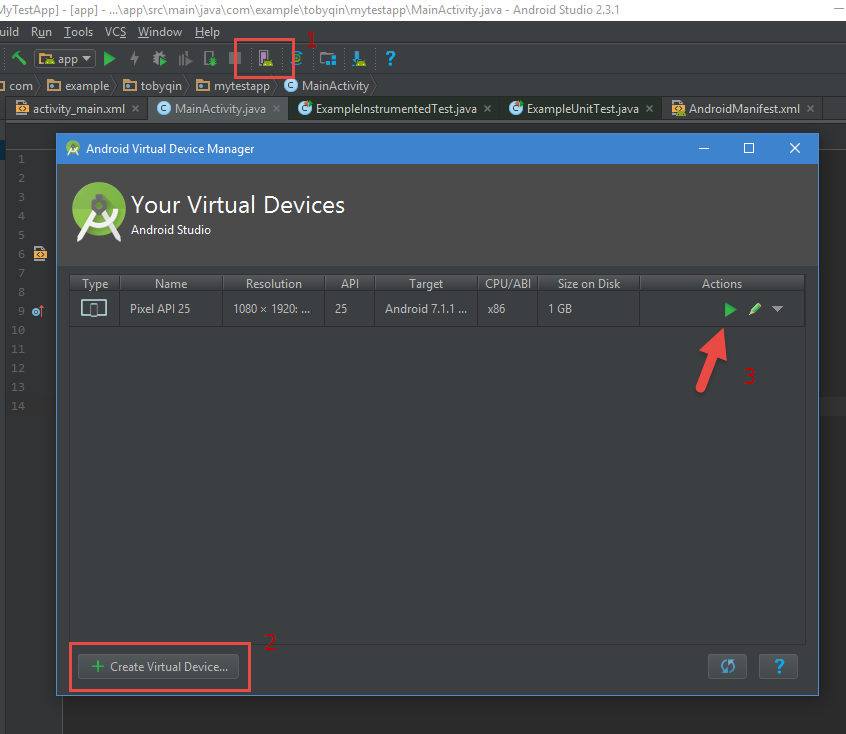 MyTestApp] - [app] - ...\app\src\main\java\com\example\tobyqin\mytestapp\MainActivity.java - Android Studio 2.3.1
uild Run Tools VCS Window Help
app
1
com example tobyqin mytestapp MainActivity
activity_main.xml MainActivity.java ExampleInstrumentedTest.java ExampleUnitTest.java AndroidManifest.xml
Android Virtual Device Manager
Your Virtual Devices
Android Studio
Type Name Resolution API Target CPU/ABI Size on Disk Actions
Pixel API 25 1080 × 1920: ... 25 Android 7.1.1 ... x86 1 GB
3
2
Create Virtual Device...
?
1
2
3
4
5
6
7
8
9
10
11
12
13
14